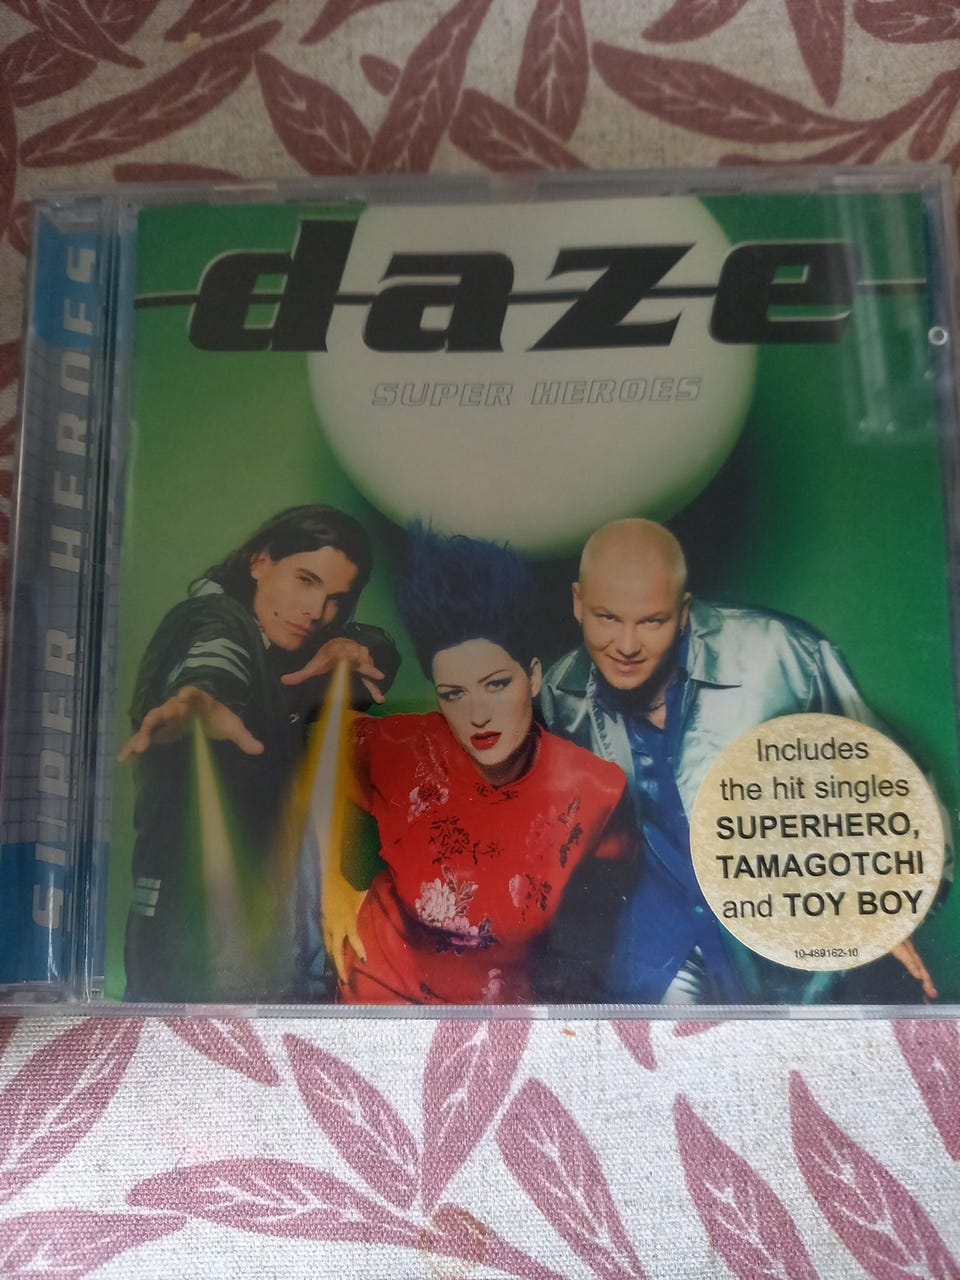 daze
SUPER HEROES
SUPER HEROES
Includes
the hit singles
SUPERHERO,
TAMAGOTCHI
and TOY BOY
10-489162-10